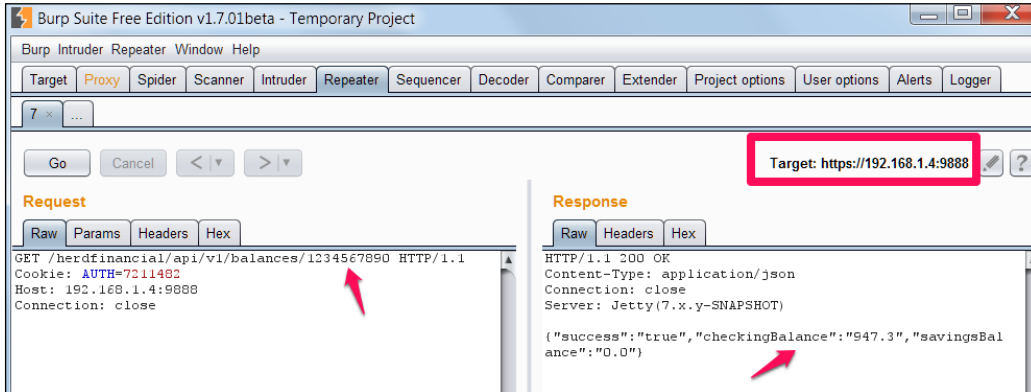 Burp Suite Free Edition v1.7.01beta - Temporary Project
Burp Intruder Repeater Window Help
Target Proxy Spider Scanner Intruder Repeater Sequencer Decoder Comparer Extender Project options User options Alerts Logger
7 × ...
Go Cancel < > Target: https://192.168.1.4:9888 ?
Request
Raw Params Headers Hex
GET /herdfinancial/api/v1/balances/1234567890 HTTP/1.1
Cookie: AUTH=7211482
Host: 192.168.1.4:9888
Connection: close
Response
Raw Headers Hex
HTTP/1.1 200 OK
Content-Type: application/json
Connection: close
Server: Jetty(7.x.y-SNAPSHOT)
{"success":"true","checkingBalance":"947.3","savingsBal
ance":"0.0"}